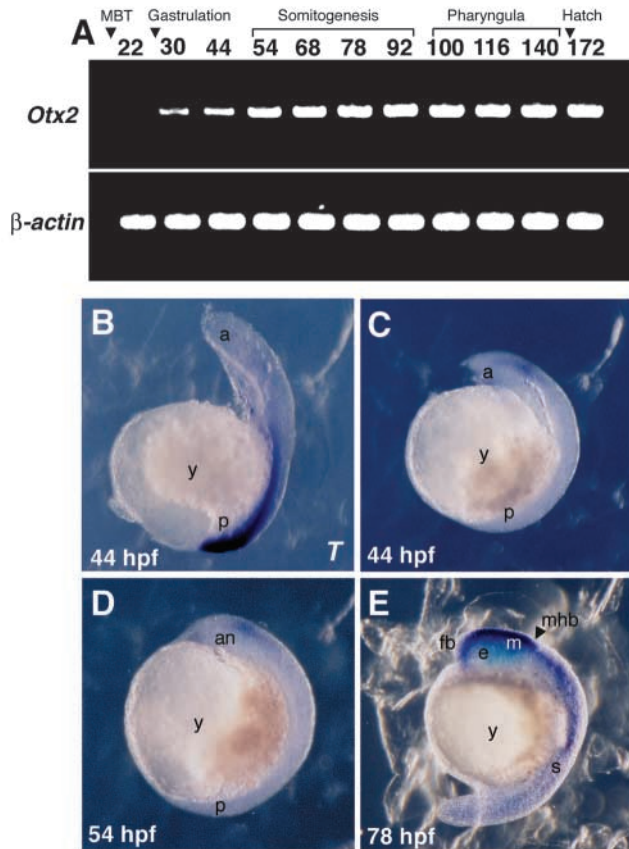 MBT Gastrulation Somitogenesis Pharyngula Hatch
A 22 30 44 54 68 78 92 100 116 140 172
Otx2
β-actin
B
a
y
p
44 hpf
T
C
a
y
p
44 hpf
D
an
y
p
54 hpf
E
mhb
fb
m
e
y
s
78 hpf